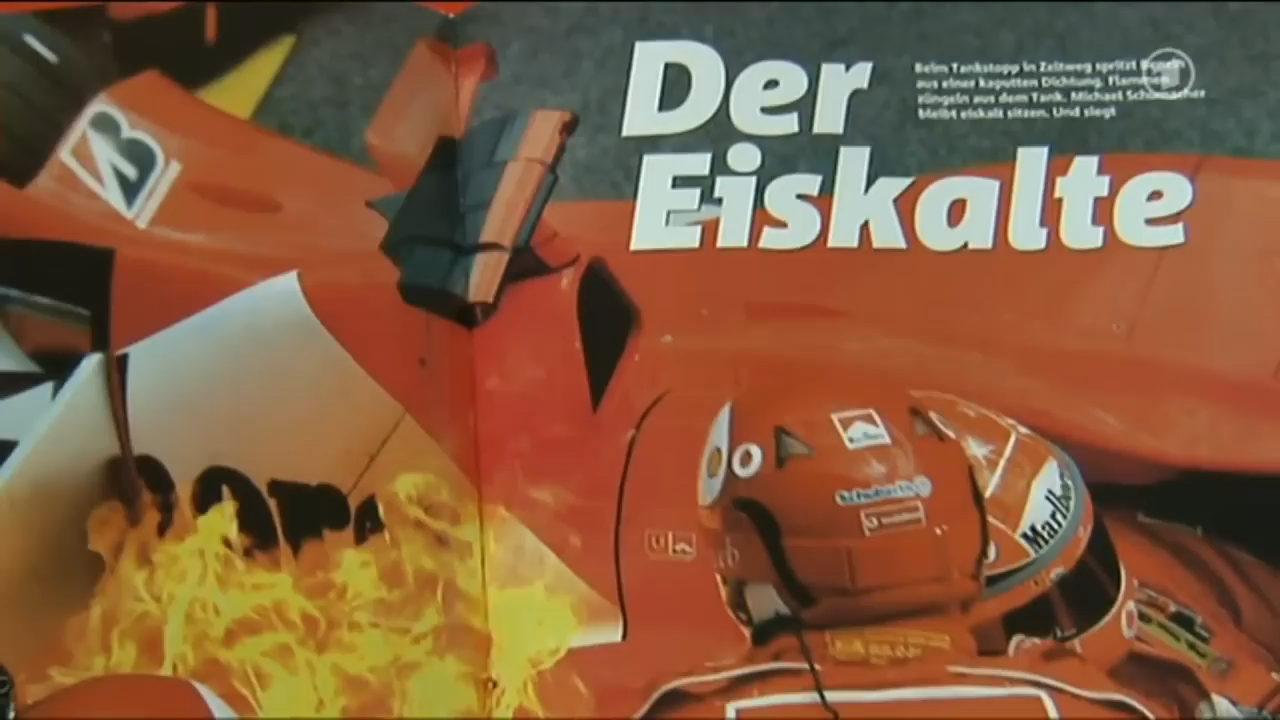 Der
Eiskalte
Beim Tankstopp in Zeltweg spritzt Benzin
aus einer kaputten Dichtung. Flammen
züngeln aus dem Tank. Michael Schumacher
bleibt eiskalt sitzen. Und siegt
Marlboro
Schuberth